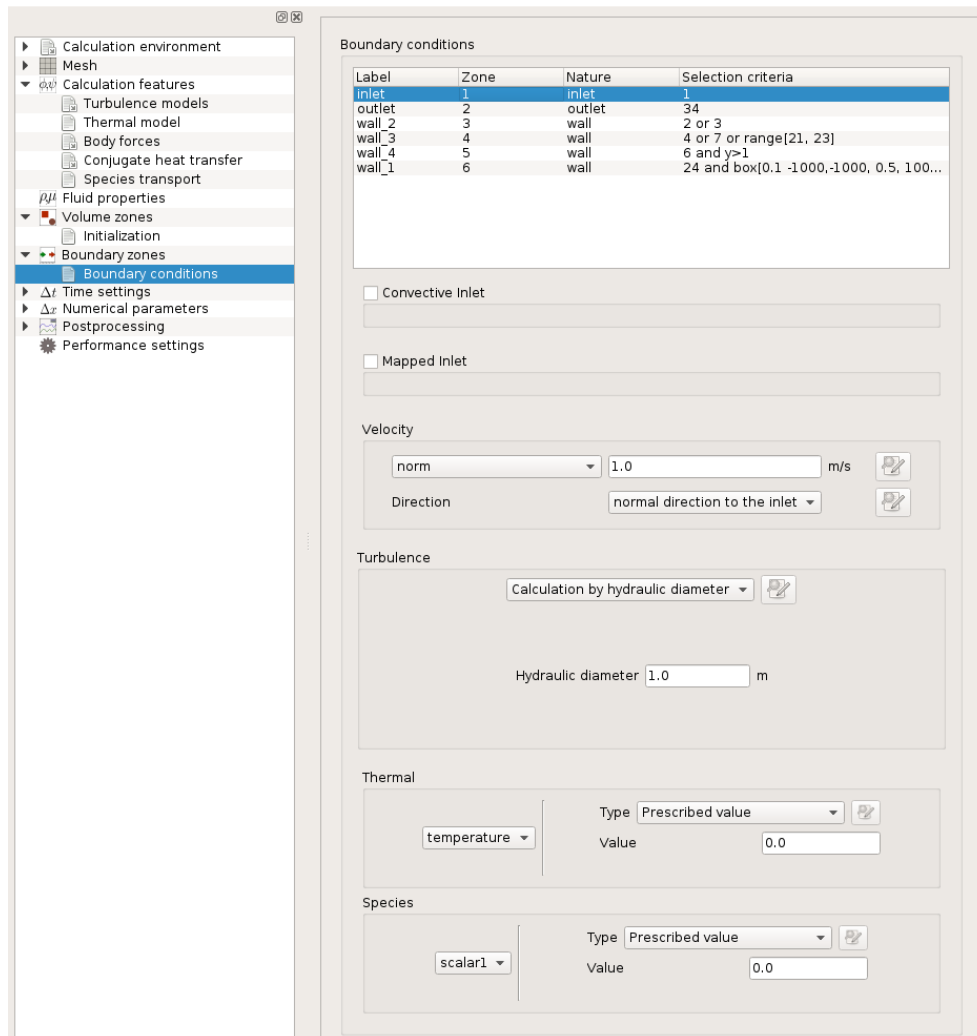 Calculation environment
Mesh
φ,ψ Calculation features
Turbulence models
Thermal model
Body forces
Conjugate heat transfer
Species transport
ρ,μ Fluid properties
Volume zones
Initialization
Boundary zones
Boundary conditions
Δt Time settings
Δx Numerical parameters
Postprocessing
Performance settings
Boundary conditions
Label Zone Nature Selection criteria
inlet 1 inlet 1
outlet 2 outlet 34
wall_2 3 wall 2 or 3
wall_3 4 wall 4 or 7 or range[21, 23]
wall_4 5 wall 6 and y>1
wall_1 6 wall 24 and box[0.1 -1000,-1000, 0.5, 100...
Convective Inlet
Mapped Inlet
Velocity
norm 1.0 m/s
Direction normal direction to the inlet
Turbulence
Calculation by hydraulic diameter
Hydraulic diameter 1.0 m
Thermal
Type Prescribed value
temperature
Value 0.0
Species
Type Prescribed value
scalar1
Value 0.0